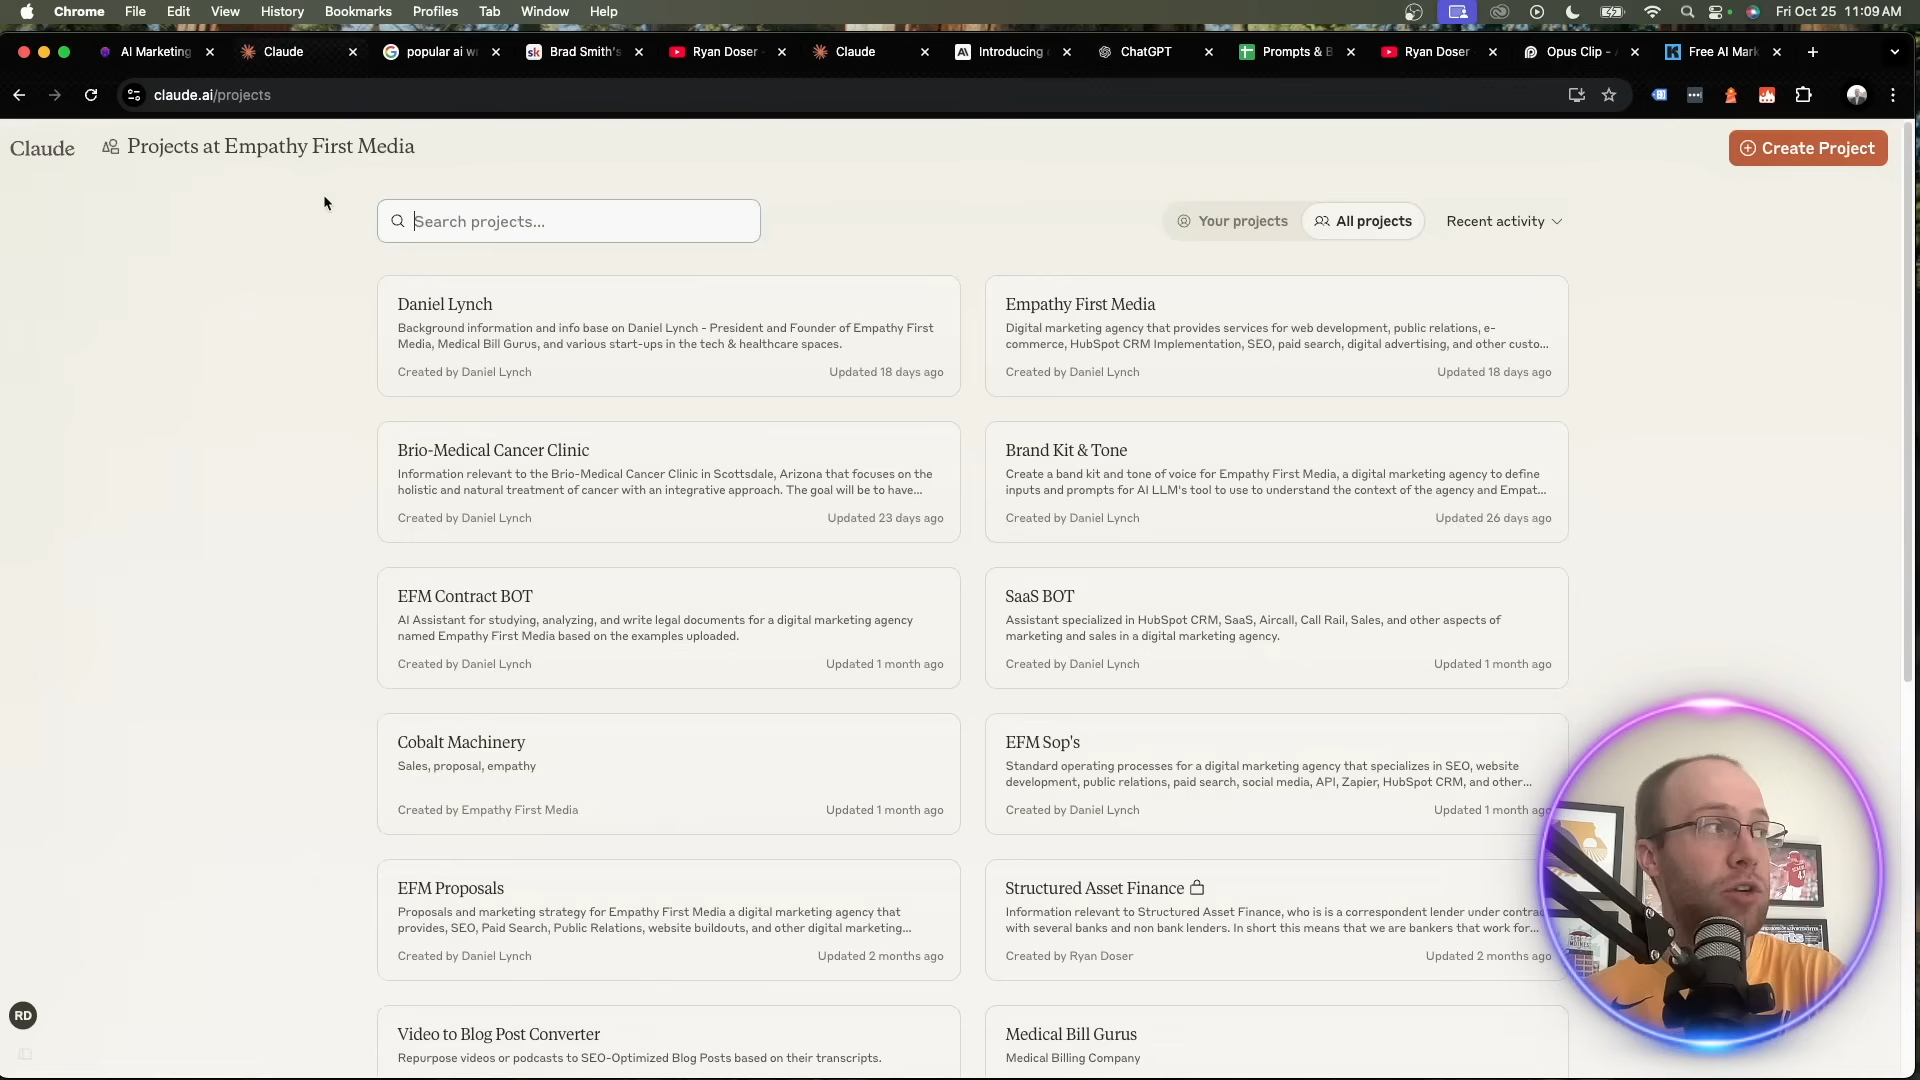 Chrome File Edit View History Bookmarks Profiles Tab Window Help Fri Oct 25 11:09 AM
AI Marketing Claude popular ai w Brad Smith's Ryan Doser - Claude Introducing ChatGPT Prompts & B Ryan Doser Opus Clip - Free AI Mark
claude.ai/projects
Claude Projects at Empathy First Media Create Project
Search projects... Your projects All projects Recent activity
Daniel Lynch
Background information and info base on Daniel Lynch - President and Founder of Empathy First
Media, Medical Bill Gurus, and various start-ups in the tech & healthcare spaces.
Created by Daniel Lynch Updated 18 days ago
Empathy First Media
Digital marketing agency that provides services for web development, public relations, e-
commerce, HubSpot CRM Implementation, SEO, paid search, digital advertising, and other custo...
Created by Daniel Lynch Updated 18 days ago
Brio-Medical Cancer Clinic
Information relevant to the Brio-Medical Cancer Clinic in Scottsdale, Arizona that focuses on the
holistic and natural treatment of cancer with an integrative approach. The goal will be to have...
Created by Daniel Lynch Updated 23 days ago
Brand Kit & Tone
Create a band kit and tone of voice for Empathy First Media, a digital marketing agency to define
inputs and prompts for AI LLM's tool to use to understand the context of the agency and Empat...
Created by Daniel Lynch Updated 26 days ago
EFM Contract BOT
AI Assistant for studying, analyzing, and write legal documents for a digital marketing agency
named Empathy First Media based on the examples uploaded.
Created by Daniel Lynch Updated 1 month ago
SaaS BOT
Assistant specialized in HubSpot CRM, SaaS, Aircall, Call Rail, Sales, and other aspects of
marketing and sales in a digital marketing agency.
Created by Daniel Lynch Updated 1 month ago
Cobalt Machinery
Sales, proposal, empathy
Created by Empathy First Media Updated 1 month ago
EFM Sop's
Standard operating processes for a digital marketing agency that specializes in SEO, website
development, public relations, paid search, social media, API, Zapier, HubSpot CRM, and other...
Created by Daniel Lynch Updated 1 month ago
EFM Proposals
Proposals and marketing strategy for Empathy First Media a digital marketing agency that
provides, SEO, Paid Search, Public Relations, website buildouts, and other digital marketing...
Created by Daniel Lynch Updated 2 months ago
Structured Asset Finance
Information relevant to Structured Asset Finance, who is is a correspondent lender under contra
with several banks and non bank lenders. In short this means that we are bankers that work for...
Created by Ryan Doser Updated 2 months ago
Video to Blog Post Converter
Repurpose videos or podcasts to SEO-Optimized Blog Posts based on their transcripts.
Medical Bill Gurus
Medical Billing Company
RD